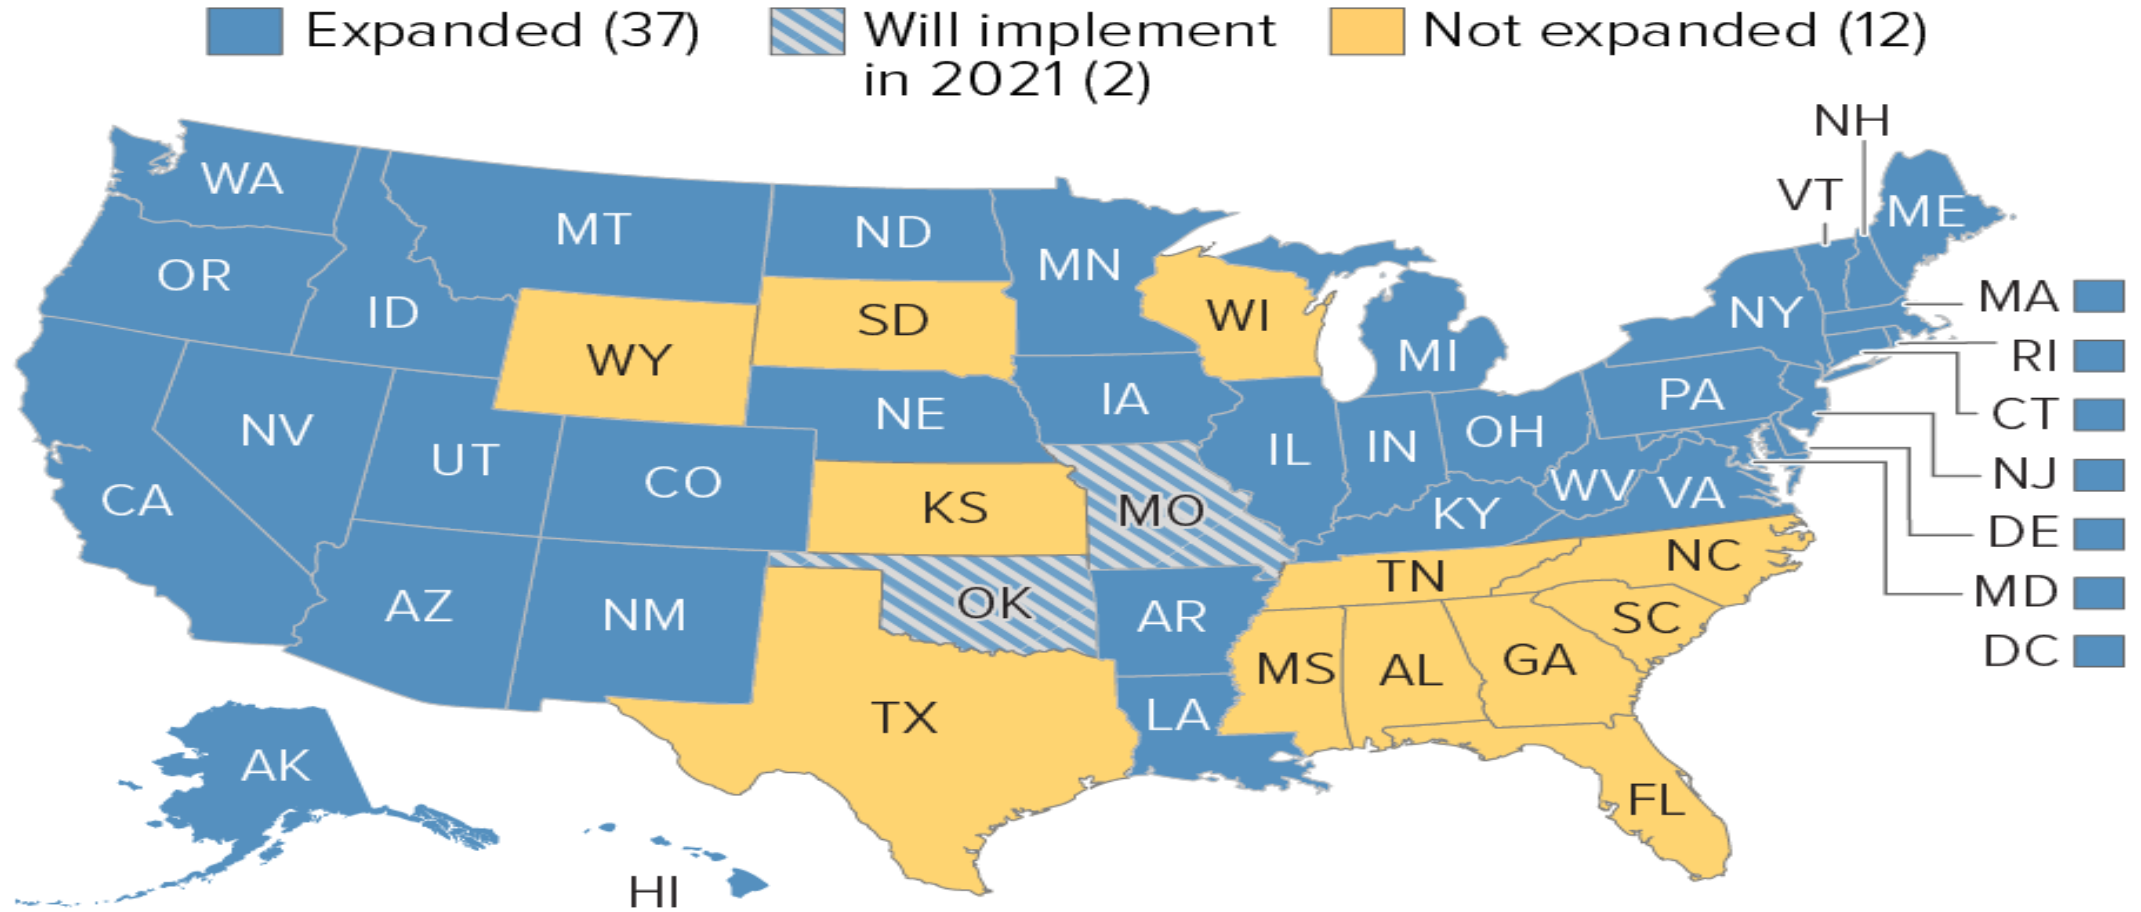 Expanded (37)
Will implement
in 2021 (2)
Not expanded (12)
NH
WA
VT
ME
MT
ND
MN
OR
MA
ID
SD
WI
NY
WY
MI
RI
PA
NE
IA
CT
NV
OH
UT
IL
IN
CO
NJ
CA
WV
VA
KS
MO
KY
DE
NC
TN
AZ
NM
OK
AR
SC
MD
DC
MS
AL
GA
TX
LA
AK
FL
HI